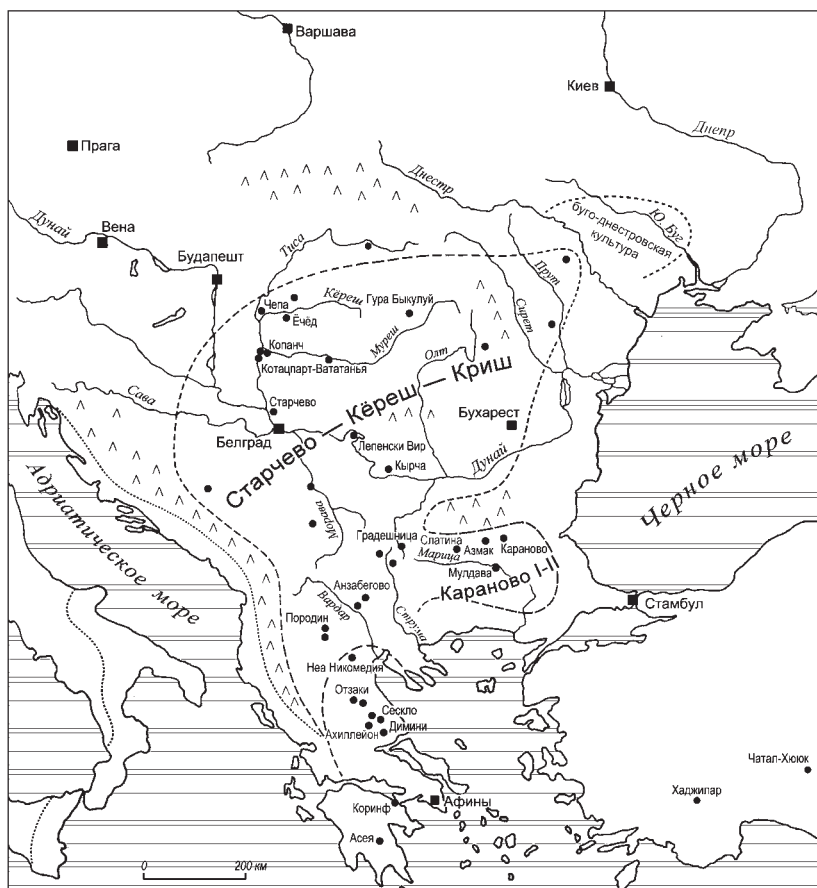 Варшава
Киев
Днепр
Прага
Днестр
Дунай
Вена
Ю. Буг
буго-днестровская
культура
Тиса
Будапешт
Прут
Кёреш
Чепа
Гура Быкулуй
Сирет
Ёчёд
Муреш
Копанч
Олт
Котацпарт-Вататанья
Сава
Старчево
Старчево – Кёреш – Криш
Бухарест
Белград
Лепенски Вир
Дунай
Кырча
Черное море
Адриатическое море
Морава
Градешница
Слатина
Караново
Марица
Азмак
Мулдава
Караново I-II
Анзабегово
Вардар
Струма
Стамбул
Породин
Неа Никомедия
Отзаки
Сескло
Ахиллейон
Димини
Чатал-Хююк
Хаджилар
Коринф
Афины
Асея
0 200 км